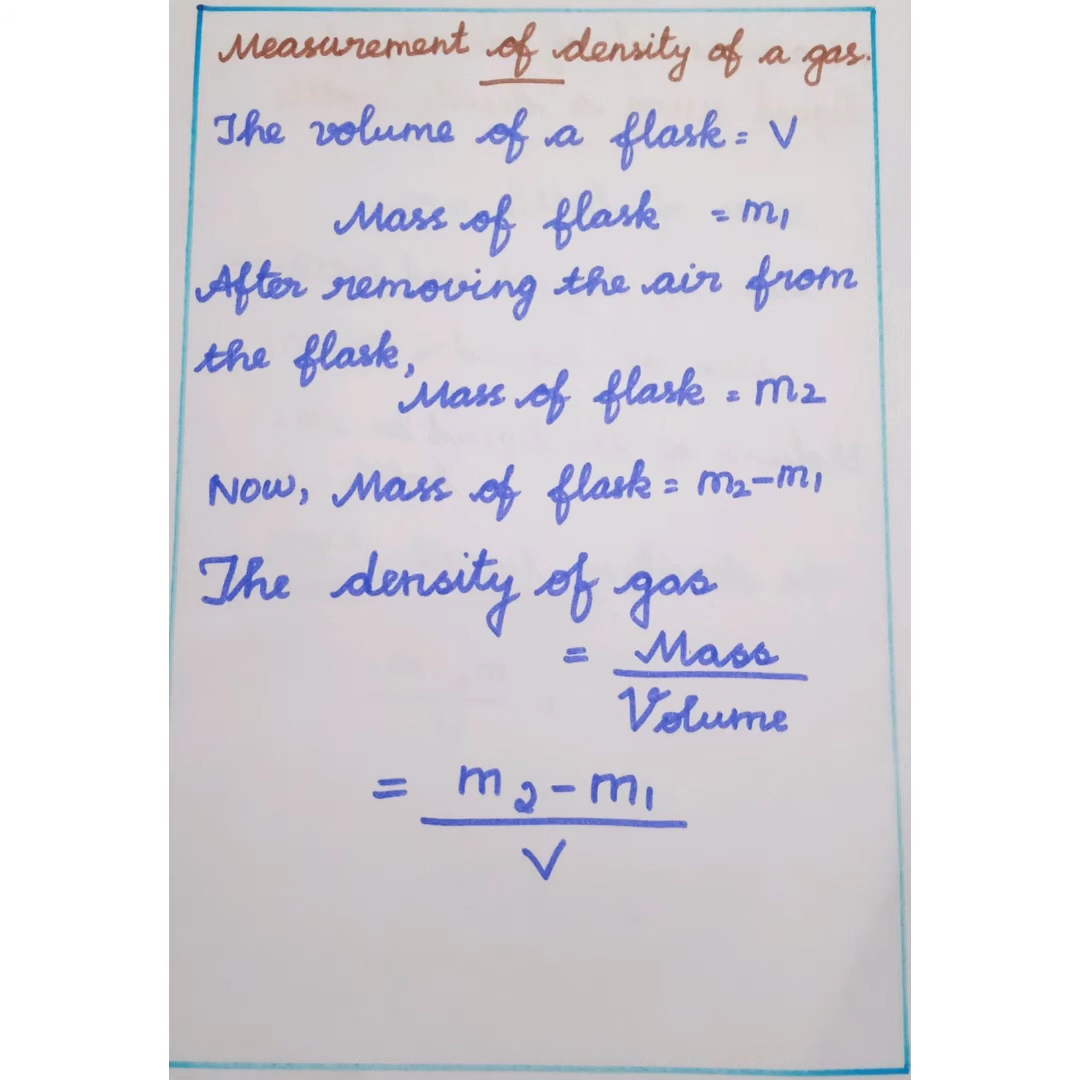 Measurement of density of a gas.
The volume of a flask = V
Mass of flask = m₁
After removing the air from
the flask,
Mass of flask = m₂
Now, Mass of flask = m₂-m₁
The density of gas
= Mass
Volume
= m₂-m₁
V